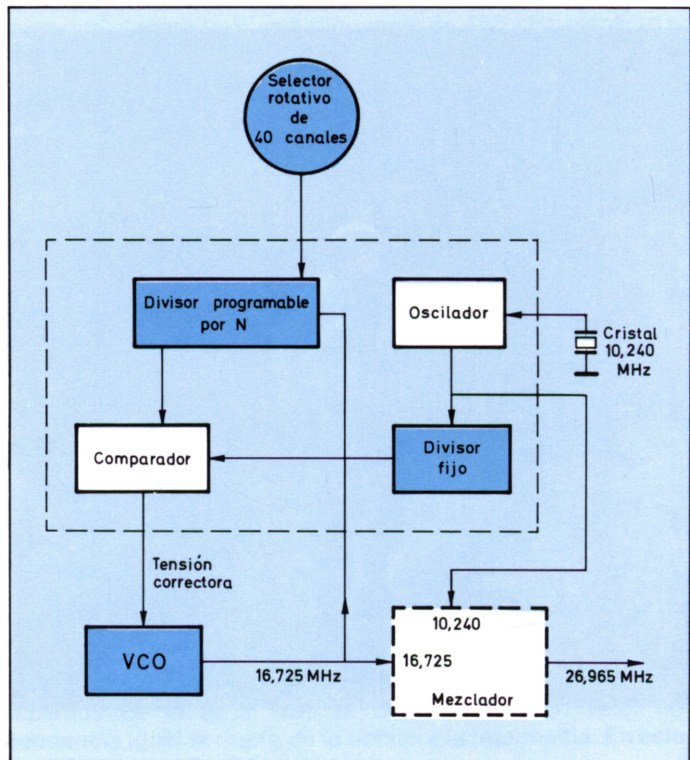 Selector
rotativo
de
40 canales
Divisor programable
por N
Oscilador
Cristal
10,240
MHz
Comparador
Divisor
fijo
Tensión
correctora
VCO
16,725 MHz
10,240
16,725
Mezclador
26,965 MHz